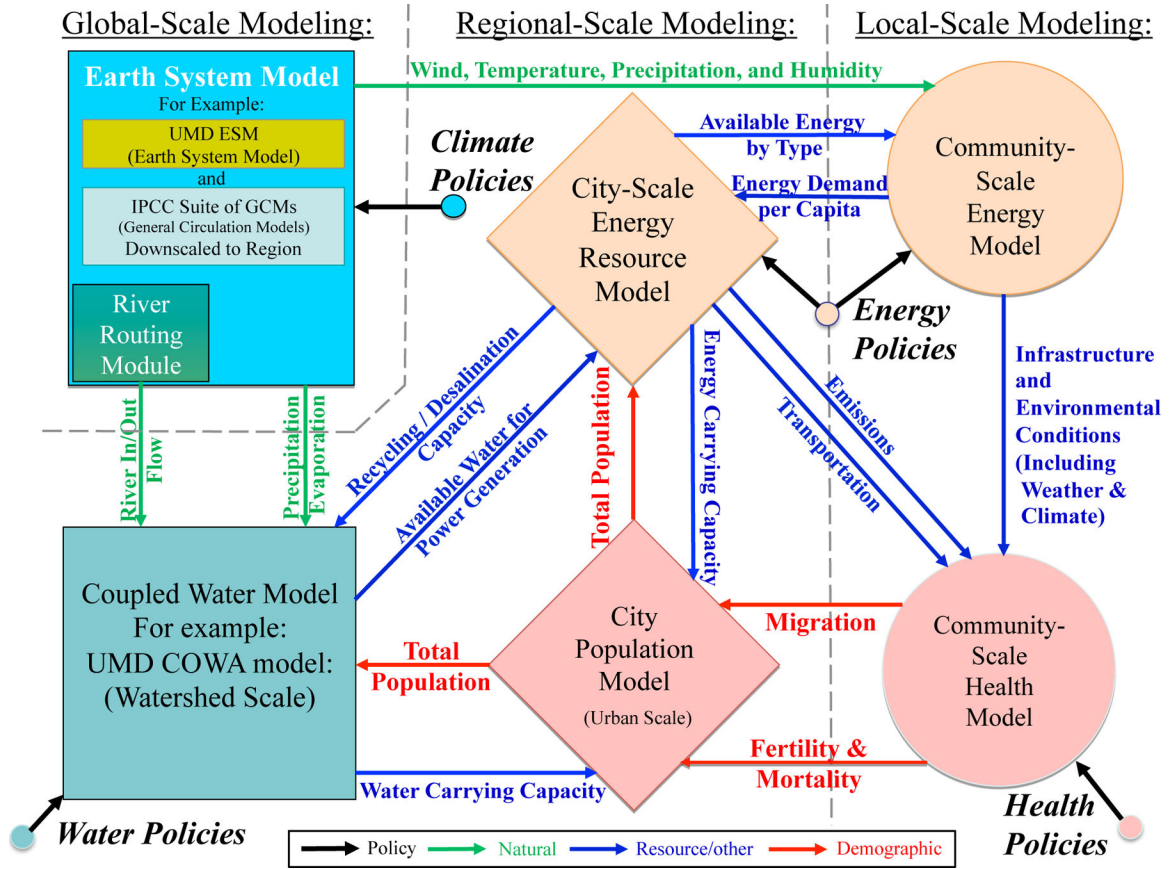 Global-Scale Modeling:
Regional-Scale Modeling:
Local-Scale Modeling:
Earth System Model
For Example:
UMD ESM
(Earth System Model)
and
IPCC Suite of GCMs
(General Circulation Models)
Downscaled to Region
River
Routing
Module
Wind, Temperature, Precipitation, and Humidity
Climate
Policies
City-Scale
Energy
Resource
Model
Available Energy
by Type
Energy Demand
per Capita
Community-
Scale
Energy
Model
Energy
Policies
River In/Out
Flow
Precipitation
Evaporation
Recycling / Desalination
Capacity
Available Water for
Power Generation
Total Population
Energy Carrying Capacity
Emissions
Transportation
Infrastructure
and
Environmental
Conditions
(Including
Weather &
Climate)
Coupled Water Model
For example:
UMD COWA model:
(Watershed Scale)
Total
Population
City
Population
Model
(Urban Scale)
Migration
Fertility &
Mortality
Community-
Scale
Health
Model
Water Carrying Capacity
Water Policies
Health
Policies
Policy
Natural
Resource/other
Demographic